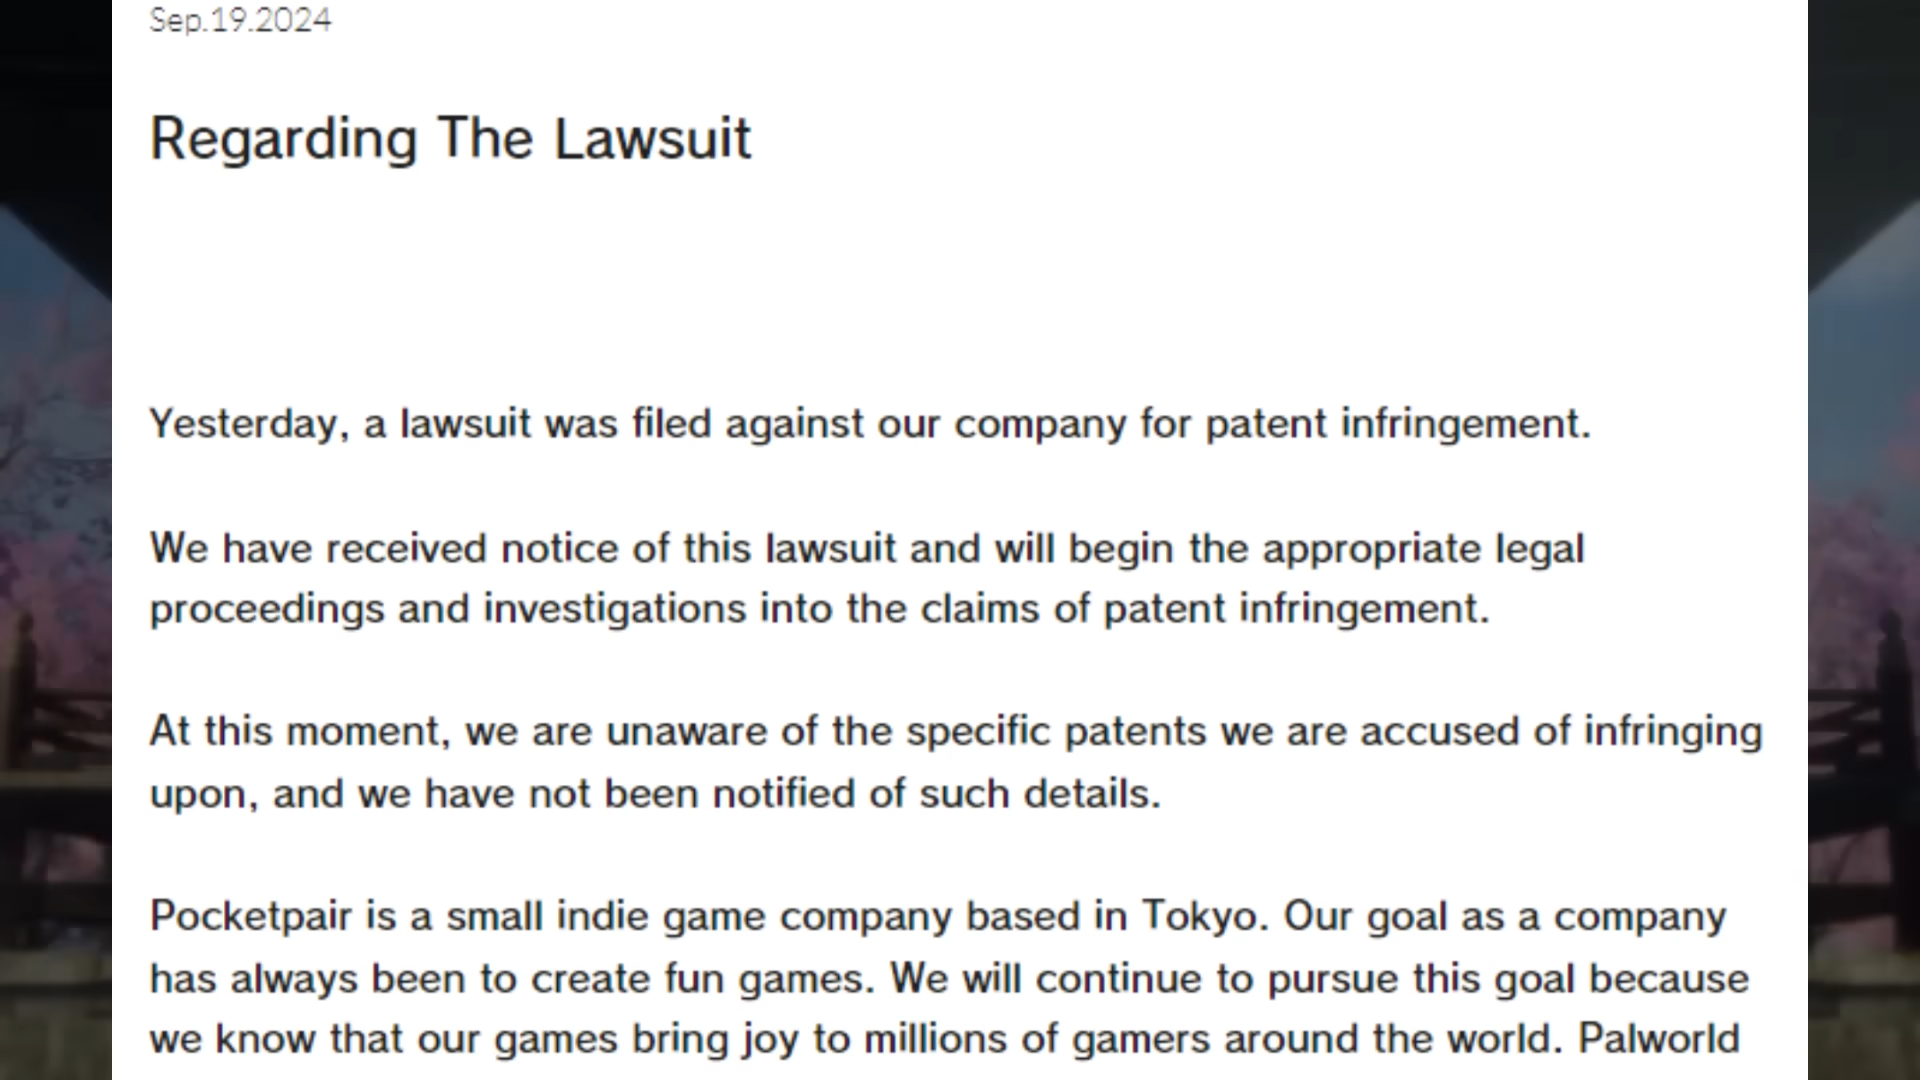 Sep.19.2024
Regarding The Lawsuit
Yesterday, a lawsuit was filed against our company for patent infringement.
We have received notice of this lawsuit and will begin the appropriate legal
proceedings and investigations into the claims of patent infringement.
At this moment, we are unaware of the specific patents we are accused of infringing
upon, and we have not been notified of such details.
Pocketpair is a small indie game company based in Tokyo. Our goal as a company
has always been to create fun games. We will continue to pursue this goal because
we know that our games bring joy to millions of gamers around the world. Palworld